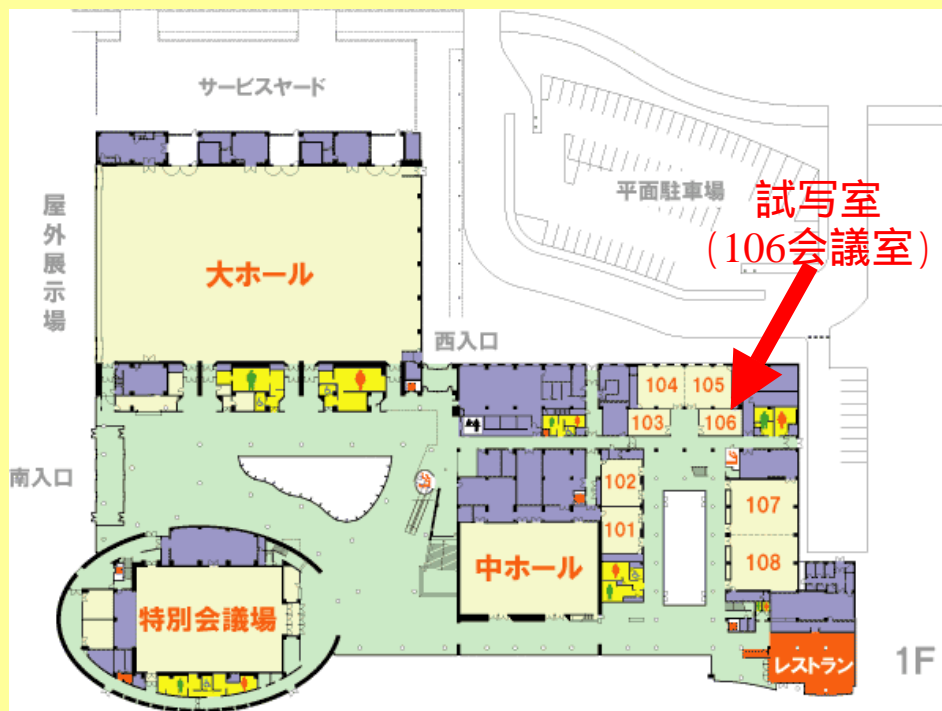 サービスヤード
平面駐車場
試写室
(106会議室)
屋外展示場
大ホール
西入口
104
105
103
106
南入口
102
107
101
108
中ホール
特別会議場
レストラン
1F